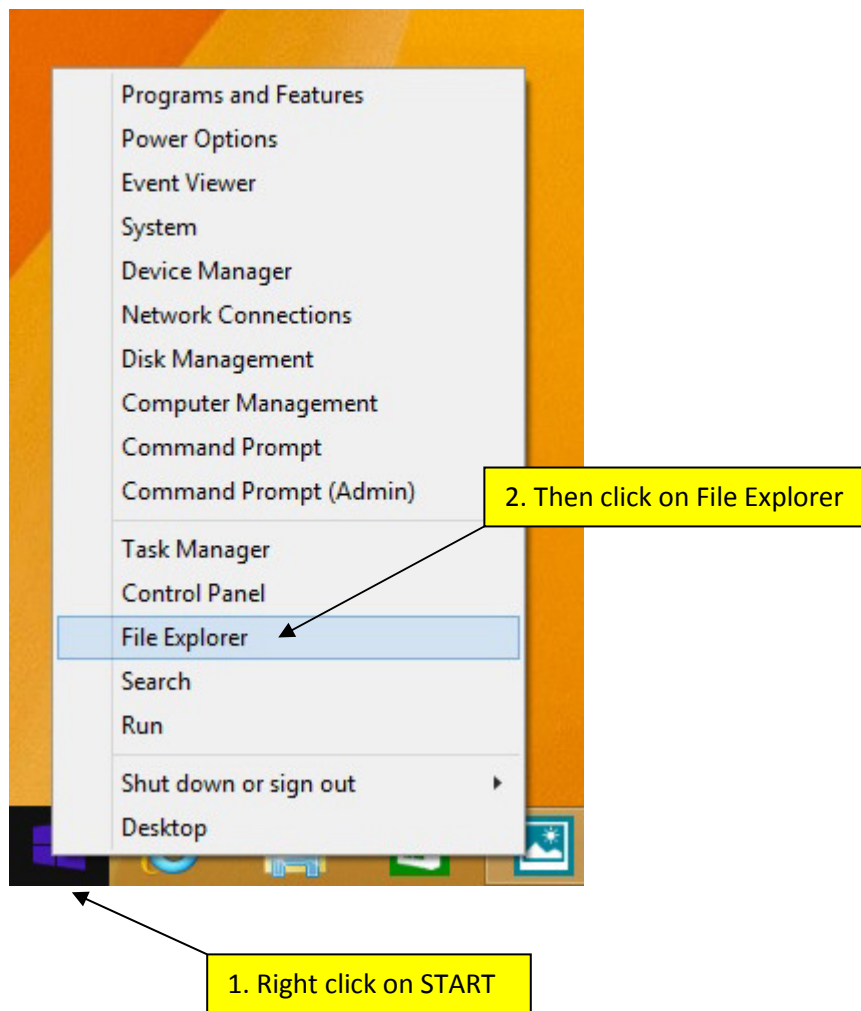 Programs and Features
Power Options
Event Viewer
System
Device Manager
Network Connections
Disk Management
Computer Management
Command Prompt
Command Prompt (Admin)
2. Then click on File Explorer
Task Manager
Control Panel
File Explorer
Search
Run
Shut down or sign out
Desktop
1. Right click on START